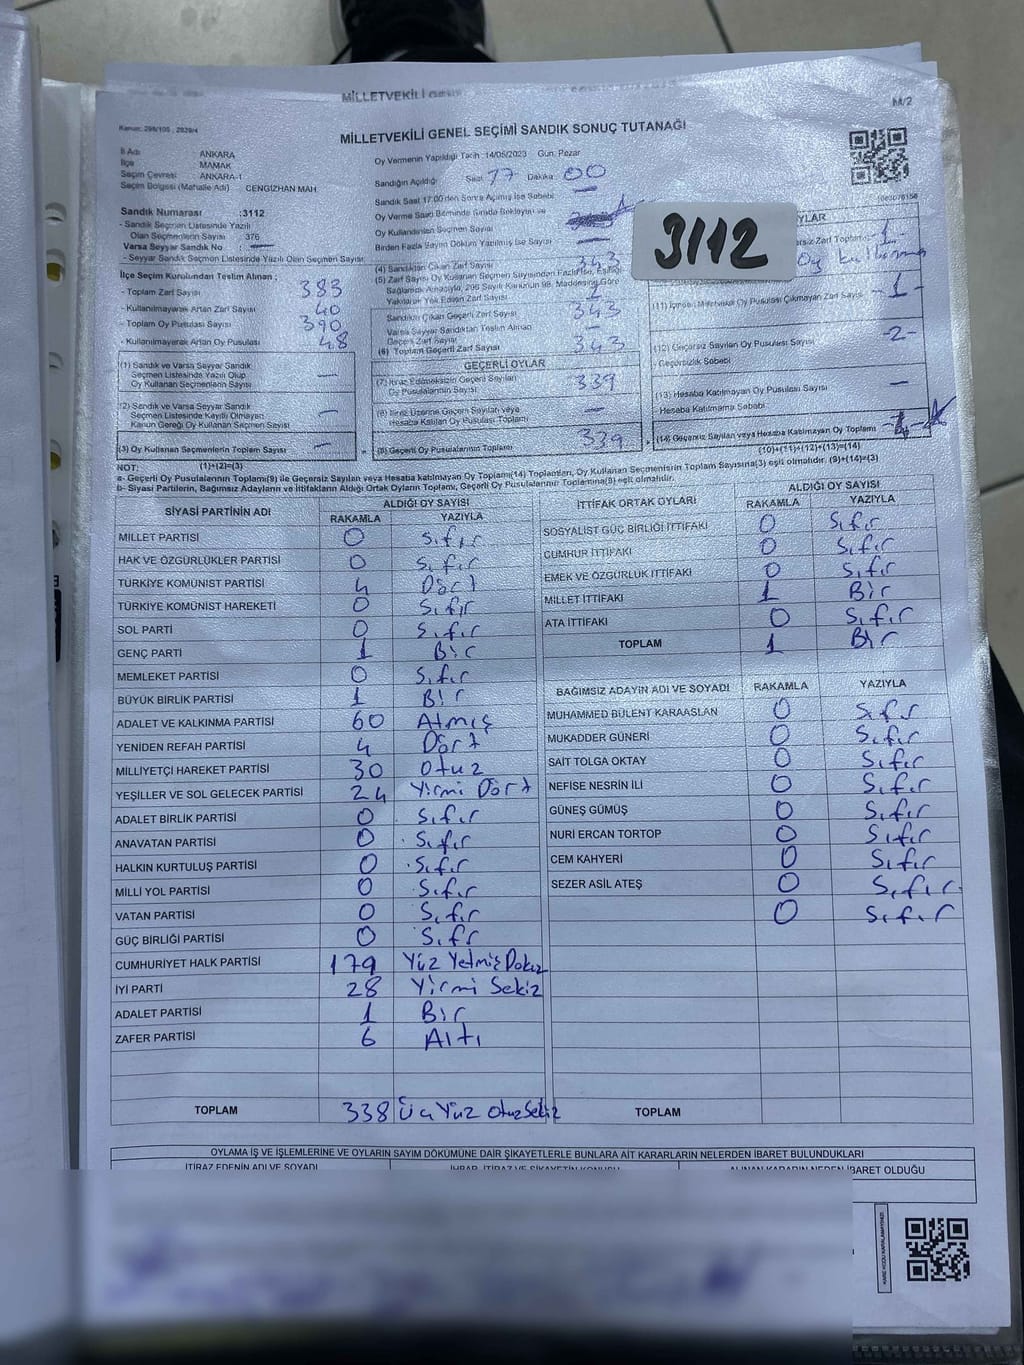 MİLLETVEKİLİ
M/2
Kanun: 298/105 , 2839/4
MİLLETVEKİLİ GENEL SEÇİMİ SANDIK SONUÇ TUTANAĞI
İl Adı ANKARA
İlçe MAMAK
Seçim Çevresi ANKARA-1
Seçim Bölgesi (Mahalle Adı) CENGİZHAN MAH.
Oy Vermenin Yapıldığı Tarih :14/05/2023 Gün: Pazar
Sandığın Açıldığı Saat 17 Dakika 00
Sandık Saat 17:00'den Sonra Açılmış ise Sebebi —
Oy Verme Saati Bitiminde Sırada Bekleyen ve
Oy Kullandırılan Seçmen Sayısı
Birden Fazla Sayım Döküm Yazılmış ise Sayısı —
3112
Sandık Numarası :3112
- Sandık Seçmen Listesinde Yazılı
Olan Seçmenlerin Sayısı : 376
Varsa Seyyar Sandık No : —
- Seyyar Sandık Seçmen Listesinde Yazılı Olan Seçmen Sayısı:
İlçe Seçim Kurulundan Teslim Alınan ;
- Toplam Zarf Sayısı 383
- Kullanılmayarak Artan Zarf Sayısı 40
- Toplam Oy Pusulası Sayısı 390
- Kullanılmayarak Artan Oy Pusulası 48
(1) Sandık ve Varsa Seyyar Sandık
Seçmen Listesinde Yazılı Olup
Oy Kullanan Seçmenlerin Sayısı —
(2) Sandık ve Varsa Seyyar Sandık
Seçmen Listesinde Kaydı Olmayan
Kanun Gereği Oy Kullanan Seçmenlerin Sayısı —
(3) Oy Kullanan Seçmenlerin Toplam Sayısı —
(1)+(2)=(3)
(4) Sandıktan Çıkan Zarf Sayısı 343
(5) Zarf Sayısı Oy Kullanan Seçmen Sayısından Fazla ise, Eşitliği
Sağlamak Amacıyla, 298 Sayılı Kanunun 98. Maddesine Göre
Yakılarak Yok Edilen Zarf Sayısı
Sandıktan Çıkan Geçerli Zarf Sayısı 343
Varsa Seyyar Sandıktan Teslim Alınan
Geçerli Zarf Sayısı —
(6) Toplam Geçerli Zarf Sayısı 343
GEÇERLİ OYLAR
(7) İtiraz Edilmeksizin Geçerli Sayılan
Oy Pusulalarının Sayısı 339
(8) İtiraz Üzerine Geçerli Sayılan veya
Hesaba Katılan Oy Pusulası Toplamı —
(9) Geçerli Oy Pusulalarının Toplamı 339
YLAR
Zarf Toplamı 1
(11) İçinden Milletvekili Oy Pusulası Çıkmayan Zarf Sayısı -1-
(12) Geçersiz Sayılan Oy Pusulası Sayısı -2-
Geçersizlik Sebebi
(13) Hesaba Katılmayan Oy Pusulası Sayısı —
- Hesaba Katılmama Sebebi
(14) Geçersiz Sayılan veya Hesaba Katılmayan Oy Toplamı
(10)+(11)+(12)+(13)=(14)
NOT:
a- Geçerli Oy Pusulalarının Toplamı(9) ile Geçersiz Sayılan veya Hesaba katılmayan Oy Toplamı(14) Toplamları, Oy Kullanan Seçmenlerin Toplam Sayısına(3) eşit olmalıdır. (9)+(14)=(3)
b- Siyasi Partilerin, Bağımsız Adayların ve İttifakların Aldığı Ortak Oyların Toplamı, Geçerli Oy Pusulalarının Toplamına(9) eşit olmalıdır.
SİYASİ PARTİNİN ADI ALDIĞI OY SAYISI
RAKAMLA YAZIYLA
MİLLET PARTİSİ 0 Sıfır
HAK VE ÖZGÜRLÜKLER PARTİSİ 0 Sıfır
TÜRKİYE KOMÜNİST PARTİSİ 4 Dört
TÜRKİYE KOMÜNİST HAREKETİ 0 Sıfır
SOL PARTİ 0 Sıfır
GENÇ PARTİ 1 Bir
MEMLEKET PARTİSİ 0 Sıfır
BÜYÜK BİRLİK PARTİSİ 1 Bir
ADALET VE KALKINMA PARTİSİ 60 Atmış
YENİDEN REFAH PARTİSİ 4 Dört
MİLLİYETÇİ HAREKET PARTİSİ 30 Otuz
YEŞİLLER VE SOL GELECEK PARTİSİ 24 Yirmi Dört
ADALET BİRLİK PARTİSİ 0 Sıfır
ANAVATAN PARTİSİ 0 Sıfır
HALKIN KURTULUŞ PARTİSİ 0 Sıfır
MİLLİ YOL PARTİSİ 0 Sıfır
VATAN PARTİSİ 0 Sıfır
GÜÇ BİRLİĞİ PARTİSİ 0 Sıfr
CUMHURİYET HALK PARTİSİ 179 Yüz Yetmiş Dokuz
İYİ PARTİ 28 Yirmi Sekiz
ADALET PARTİSİ 1 Bir
ZAFER PARTİSİ 6 Altı
TOPLAM 338 Üç Yüz Otuz Sekiz
İTTİFAK ORTAK OYLARI ALDIĞI OY SAYISI
RAKAMLA YAZIYLA
SOSYALİST GÜÇ BİRLİĞİ İTTİFAKI 0 Sıfır
CUMHUR İTTİFAKI 0 Sıfır
EMEK VE ÖZGÜRLÜK İTTİFAKI 0 Sıfır
MİLLET İTTİFAKI 1 Bir
ATA İTTİFAKI 0 Sıfır
TOPLAM 1 Bir
BAĞIMSIZ ADAYIN ADI VE SOYADI RAKAMLA YAZIYLA
MUHAMMED BÜLENT KARAASLAN 0 Sıfr
MUKADDER GÜNERİ 0 Sıfır
SAİT TOLGA OKTAY 0 Sıfır
NEFİSE NESRİN İLİ 0 Sıfır
GÜNEŞ GÜMÜŞ 0 Sıfır
NURİ ERCAN TORTOP 0 Sıfır
CEM KAHYERİ 0 Sıfır
SEZER ASİL ATEŞ 0 Sıfır
0 Sıfır
TOPLAM
OYLAMA İŞ VE İŞLEMLERİNE VE OYLARIN SAYIM DÖKÜMÜNE DAİR ŞİKAYETLERLE BUNLARA AİT KARARLARIN NELERDEN İBARET BULUNDUKLARI
İTİRAZ EDENİN ADI VE SOYADI İHBAR, İTİRAZ VE ŞİKAYETİN KONUSU ALINAN KARARIN NEDEN İBARET OLDUĞU
KARE KODU KARALAMAYINIZ!